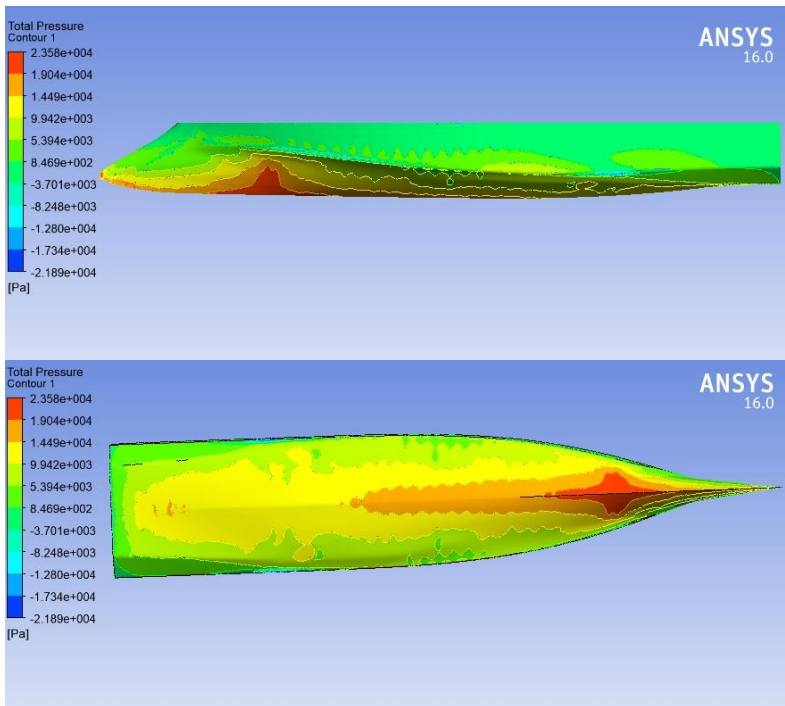 Total Pressure
Contour 1
2.358e+004
1.904e+004
1.449e+004
9.942e+003
5.394e+003
8.469e+002
-3.701e+003
-8.248e+003
-1.280e+004
-1.734e+004
-2.189e+004
[Pa]
ANSYS
16.0
Total Pressure
Contour 1
2.358e+004
1.904e+004
1.449e+004
9.942e+003
5.394e+003
8.469e+002
-3.701e+003
-8.248e+003
-1.280e+004
-1.734e+004
-2.189e+004
[Pa]
ANSYS
16.0